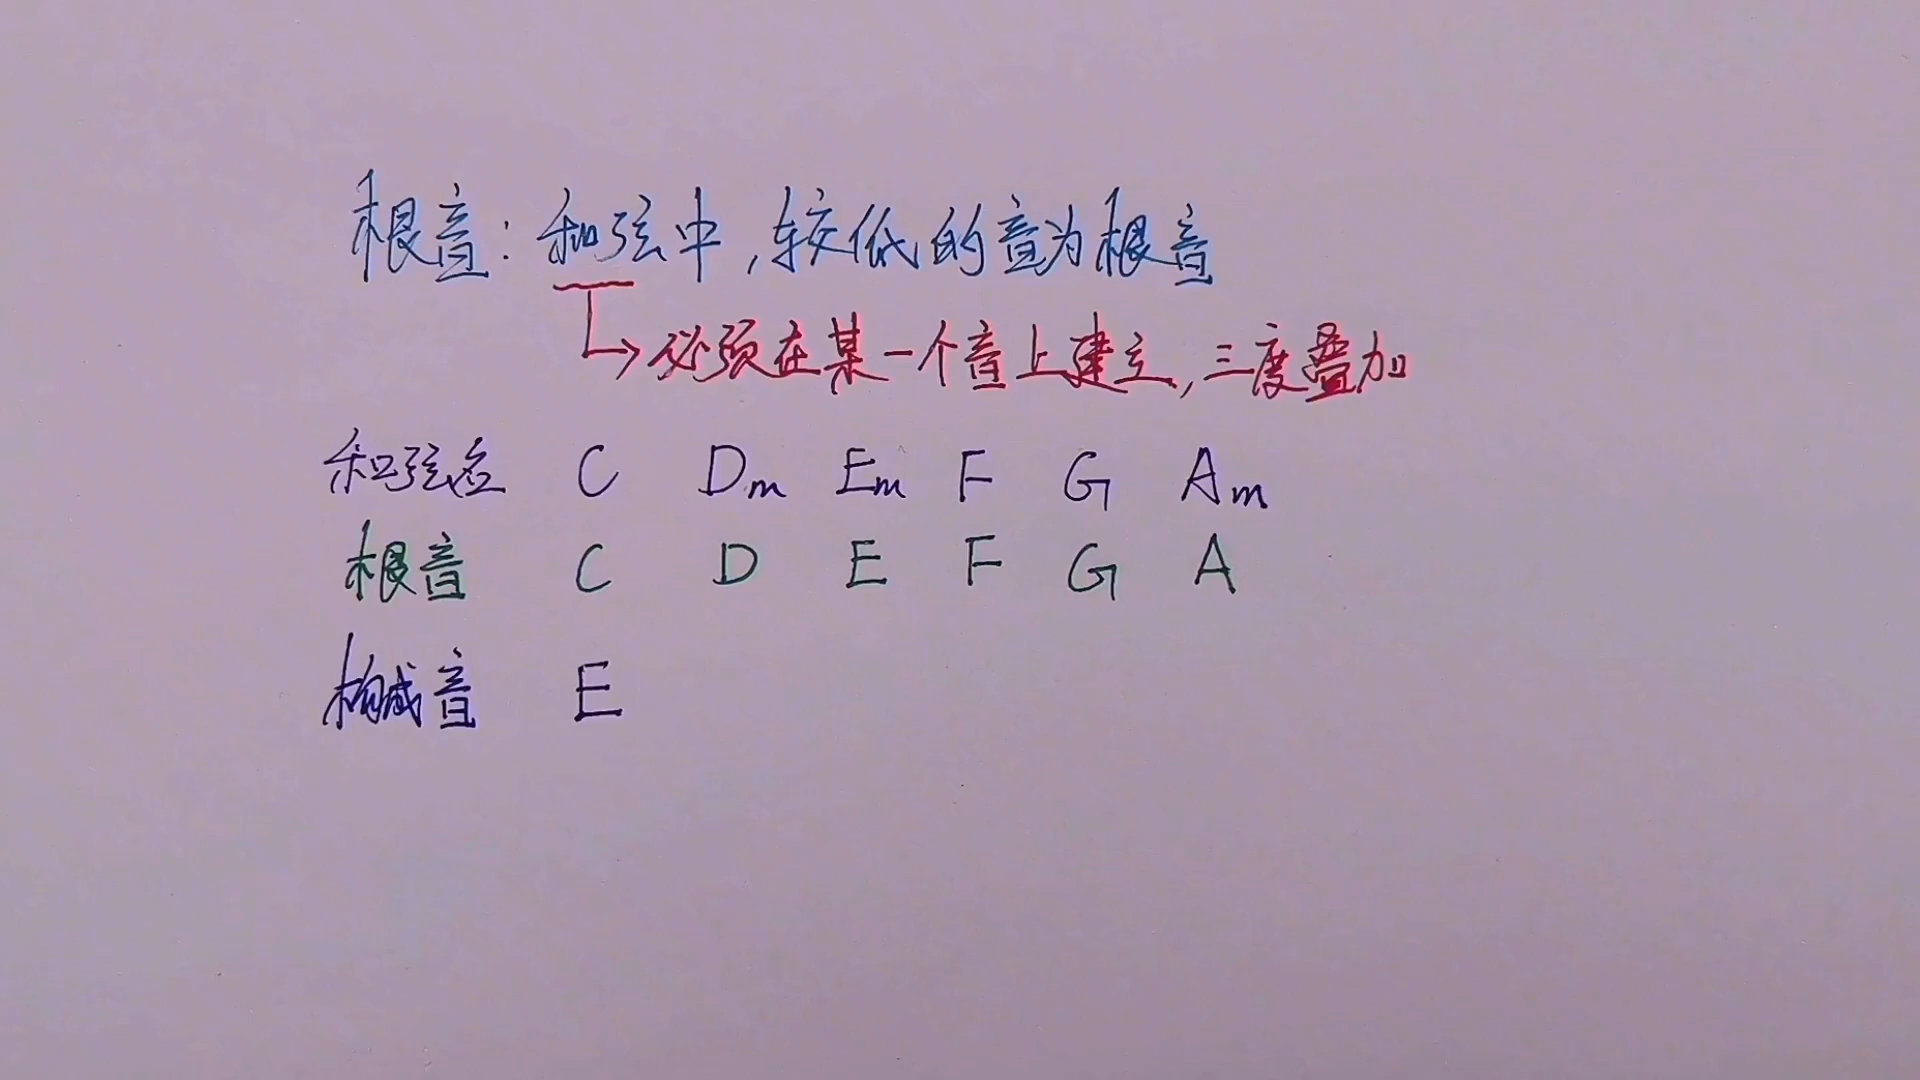 根音：和弦中，较低的音为根音
必须在某一个音上建立，三度叠加
和弦名 C Dm Em F G Am
根音 C D E F G A
构成音 E